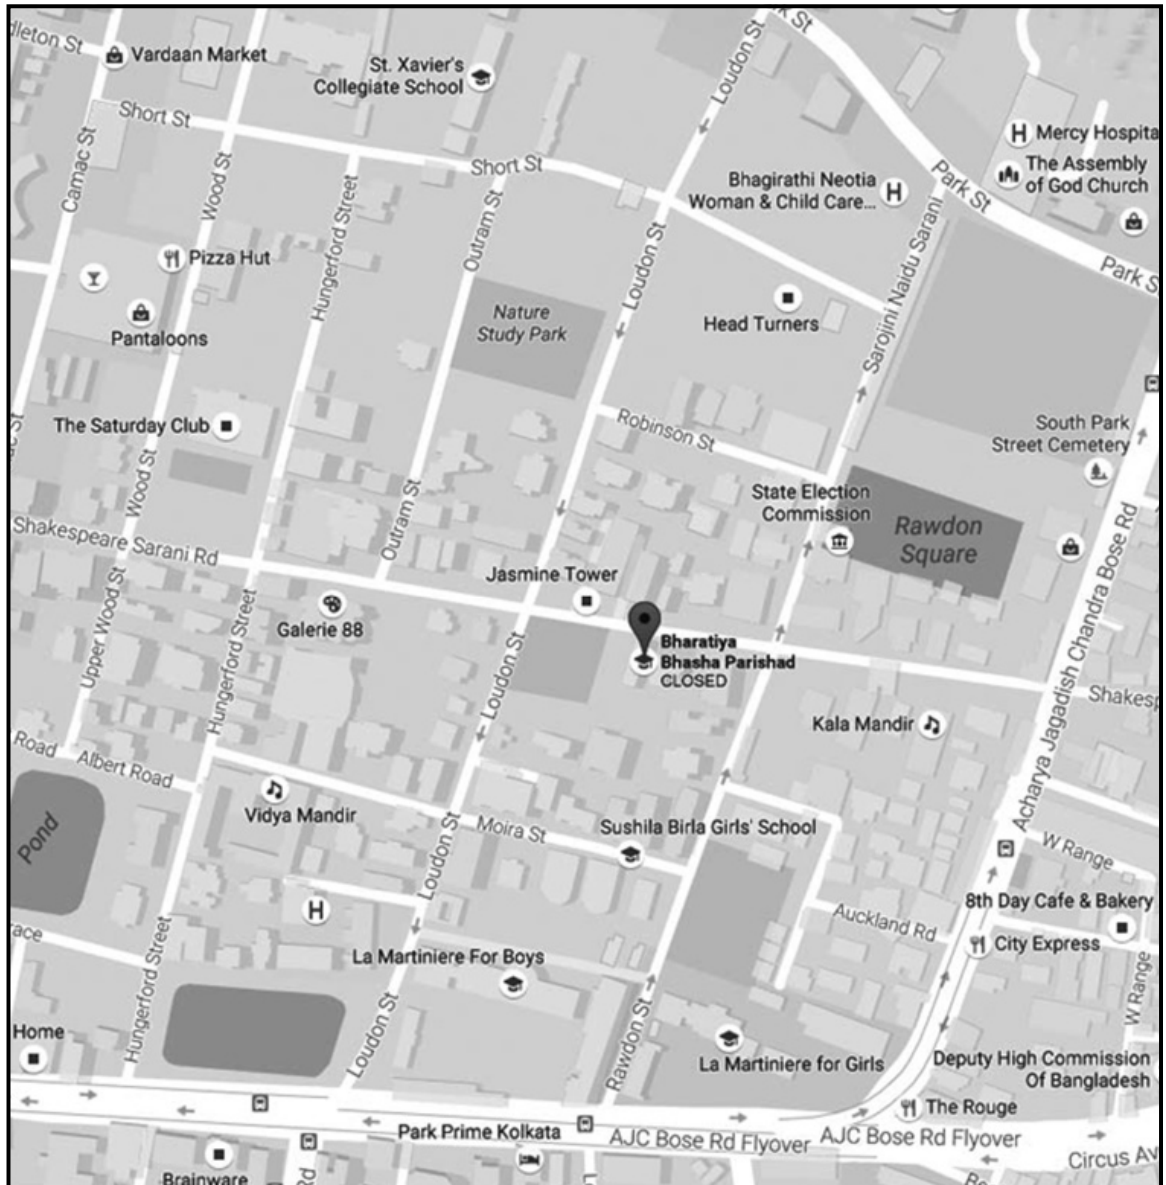 dleton St
Vardaan Market
St. Xavier's
Collegiate School
Loudon St
k St
Short St
Camac St
Wood St
Hungerford Street
Short St
Outram St
Mercy Hospita
The Assembly
of God Church
Bhagirathi Neotia
Woman & Child Care...
Park St
Park S
Pizza Hut
Pantaloons
Loudon St
Nature
Study Park
Head Turners
Sarojini Naidu Sarani
The Saturday Club
ac St
Wood St
Robinson St
South Park
Street Cemetery
State Election
Commission
Rawdon
Square
Outram St
Shakespeare Sarani Rd
Jasmine Tower
Galerie 88
Upper Wood St
Hungerford Street
Loudon St
Bharatiya
Bhasha Parishad
CLOSED
Acharya Jagadish Chandra Bose Rd
Shakesp
Kala Mandir
Road
Albert Road
Vidya Mandir
Pond
Moira St
Sushila Birla Girls' School
W Range
Loudon St
8th Day Cafe & Bakery
Auckland Rd
City Express
ace
Hungerford Street
La Martiniere For Boys
W Range
Home
Loudon St
Rawdon St
La Martiniere for Girls
Deputy High Commission
Of Bangladesh
The Rouge
Park Prime Kolkata
AJC Bose Rd Flyover
AJC Bose Rd Flyover
Circus Av
Brainware
Rd